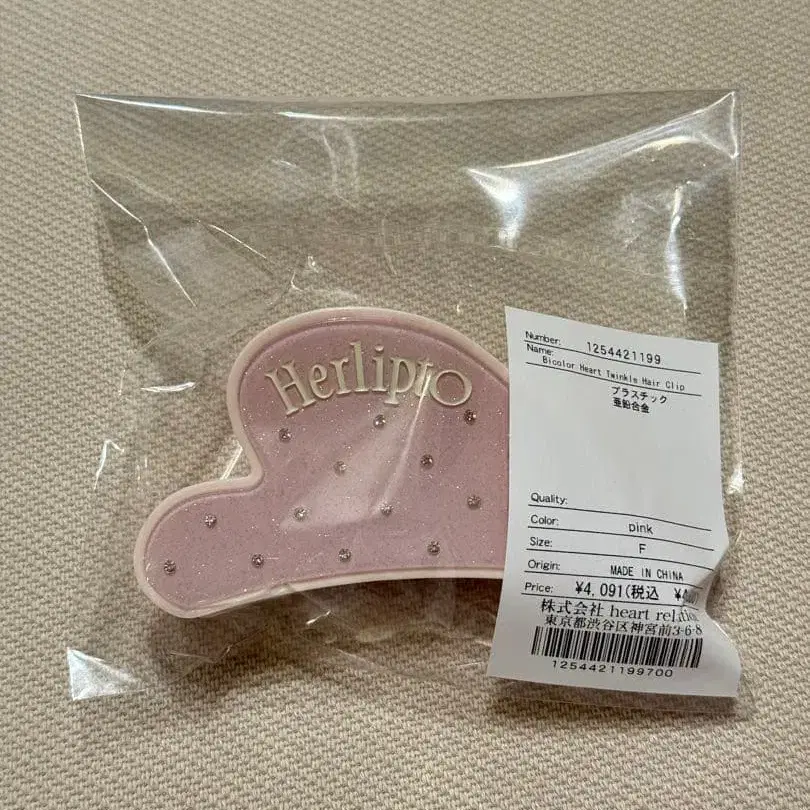 Herlipto
Number: 1254421199
Name:
Bicolor Heart Twinkle Hair Clip
プラスチック
亜鉛合金
Quality:
Color: pink
Size: F
Origin: MADE IN CHINA
Price: ¥4,091(税込
株式会社 heart
東京都渋谷区神宮前3-6-8
1254421199700